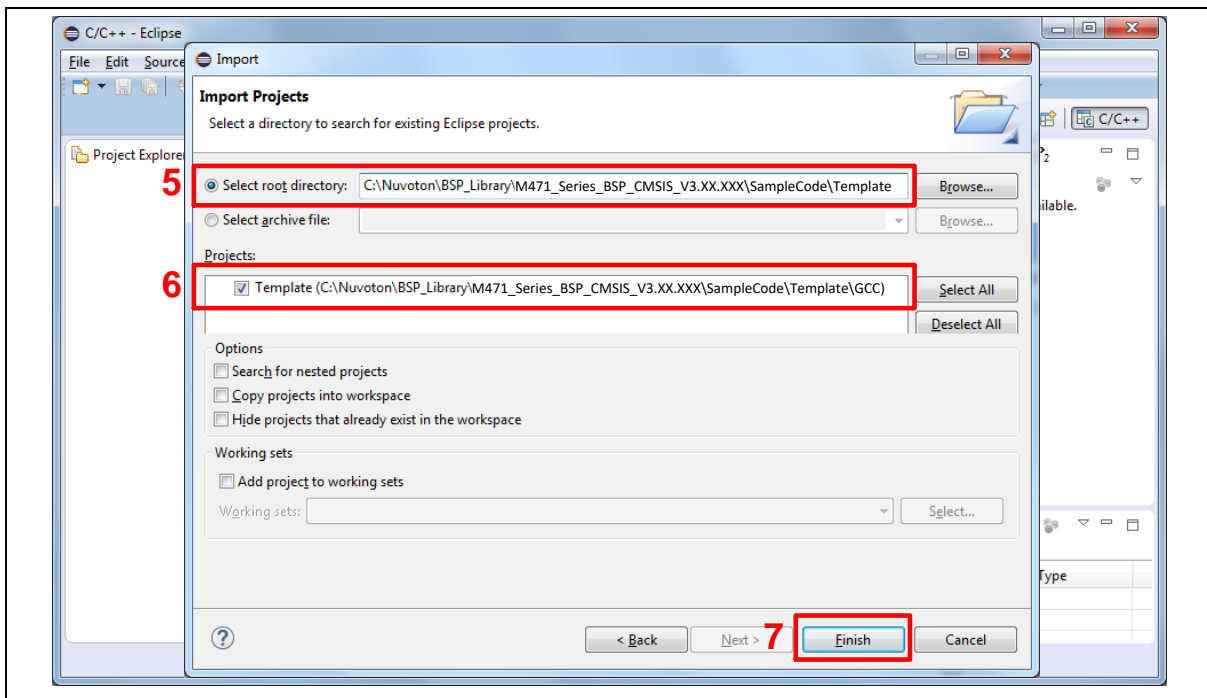 C/C++ - Eclipse
File Edit Source
Import
Import Projects
Select a directory to search for existing Eclipse projects.
C/C++
Project Explorer
5 Select root directory: C:\Nuvoton\BSP_Library\M471_Series_BSP_CMSIS_V3.XX.XXX\SampleCode\Template Browse...
ilable.
Select archive file: Browse...
Projects:
6 Template (C:\Nuvoton\BSP_Library\M471_Series_BSP_CMSIS_V3.XX.XXX\SampleCode\Template\GCC) Select All
Deselect All
Options
Search for nested projects
Copy projects into workspace
Hide projects that already exist in the workspace
Working sets
Add project to working sets
Working sets: Select...
Type
? < Back Next > 7 Finish Cancel